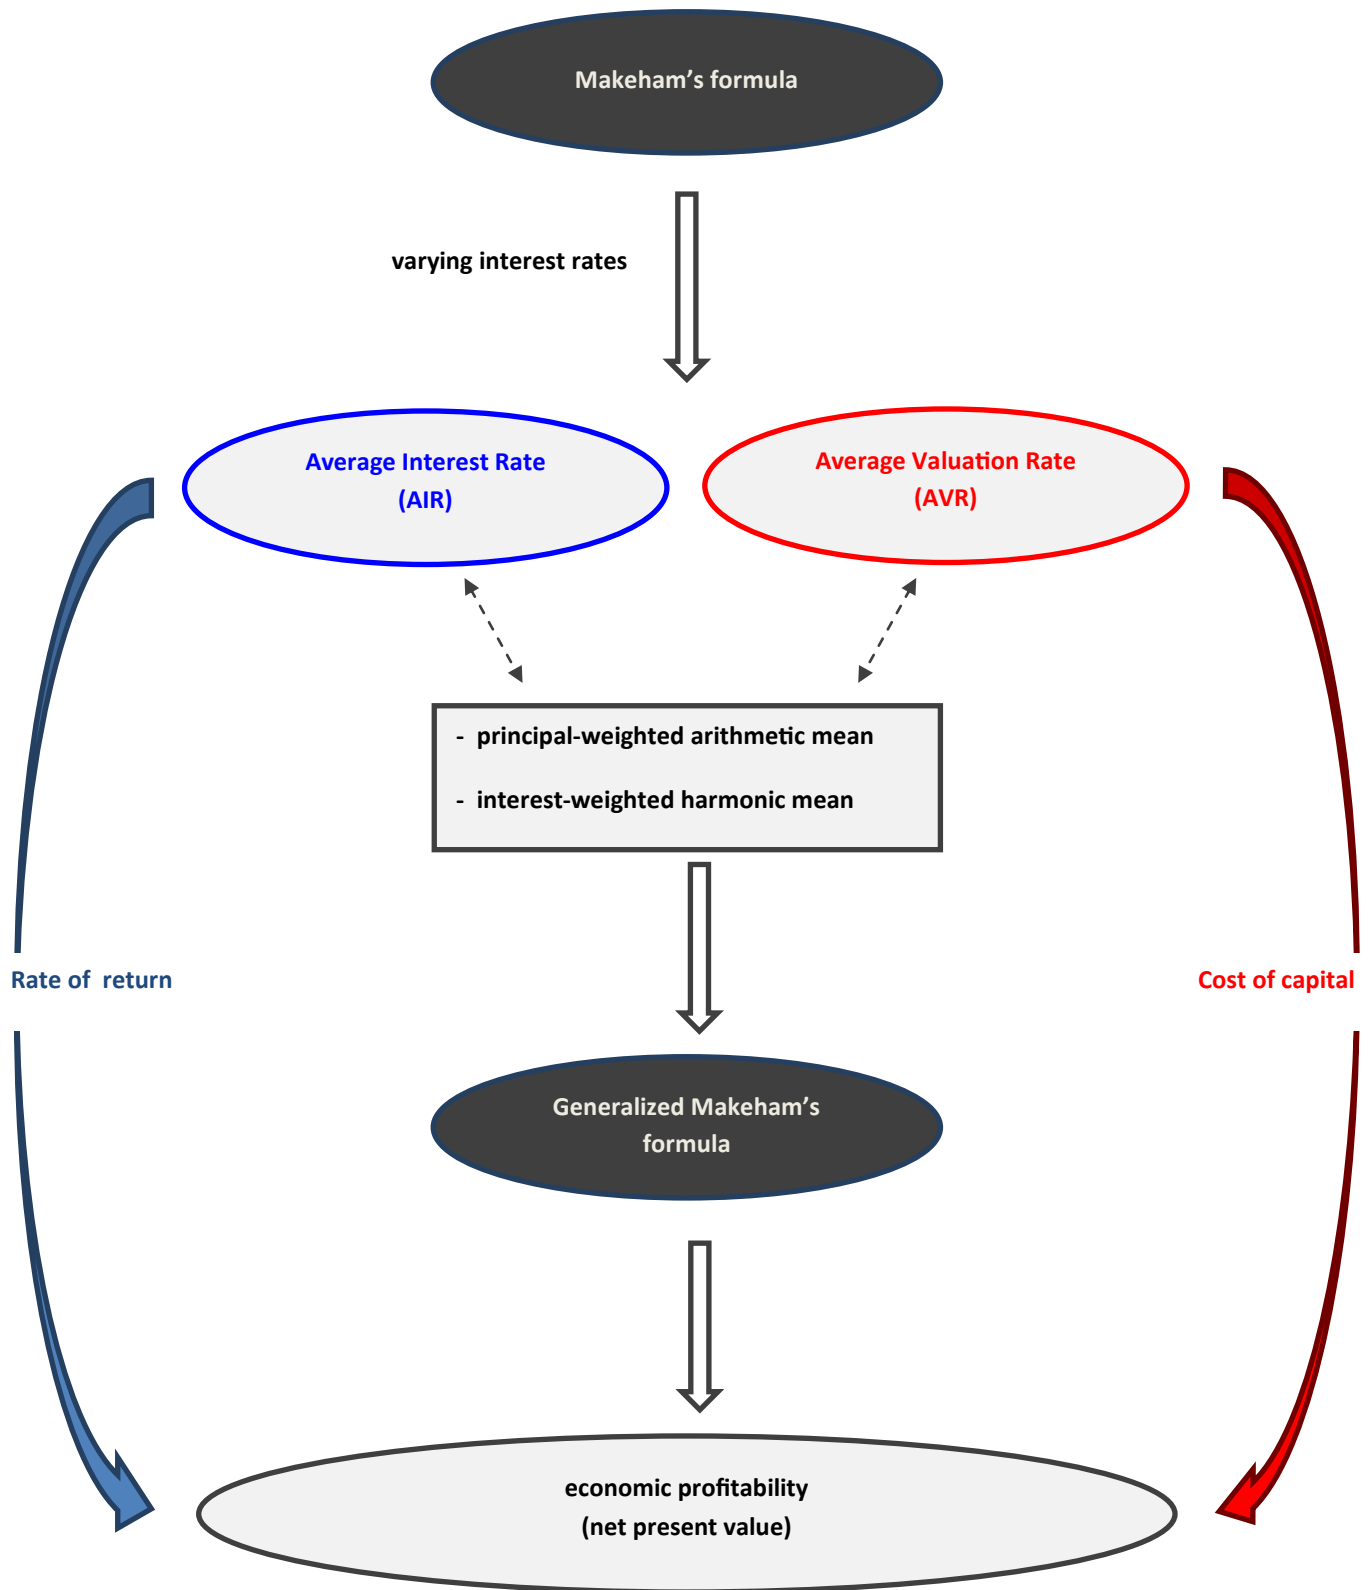 Makeham’s formula
varying interest rates
Average Interest Rate
(AIR)
Average Valuation Rate
(AVR)
- principal-weighted arithmetic mean
- interest-weighted harmonic mean
Rate of  return
Cost of capital
Generalized Makeham’s
formula
economic profitability
(net present value)